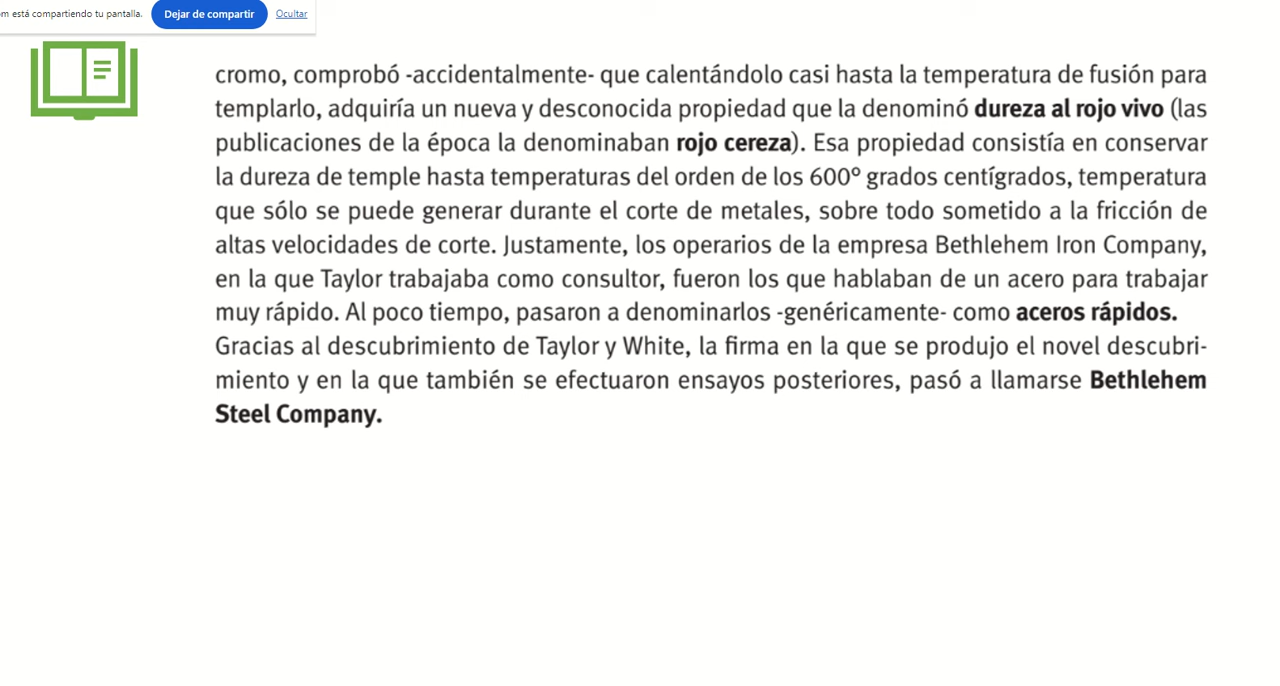 om está compartiendo tu pantalla. Dejar de compartir Ocultar
cromo, comprobó -accidentalmente- que calentándolo casi hasta la temperatura de fusión para
templarlo, adquiría un nueva y desconocida propiedad que la denominó dureza al rojo vivo (las
publicaciones de la época la denominaban rojo cereza). Esa propiedad consistía en conservar
la dureza de temple hasta temperaturas del orden de los 600° grados centígrados, temperatura
que sólo se puede generar durante el corte de metales, sobre todo sometido a la fricción de
altas velocidades de corte. Justamente, los operarios de la empresa Bethlehem Iron Company,
en la que Taylor trabajaba como consultor, fueron los que hablaban de un acero para trabajar
muy rápido. Al poco tiempo, pasaron a denominarlos -genéricamente- como aceros rápidos.
Gracias al descubrimiento de Taylor y White, la firma en la que se produjo el novel descubri-
miento y en la que también se efectuaron ensayos posteriores, pasó a llamarse Bethlehem
Steel Company.